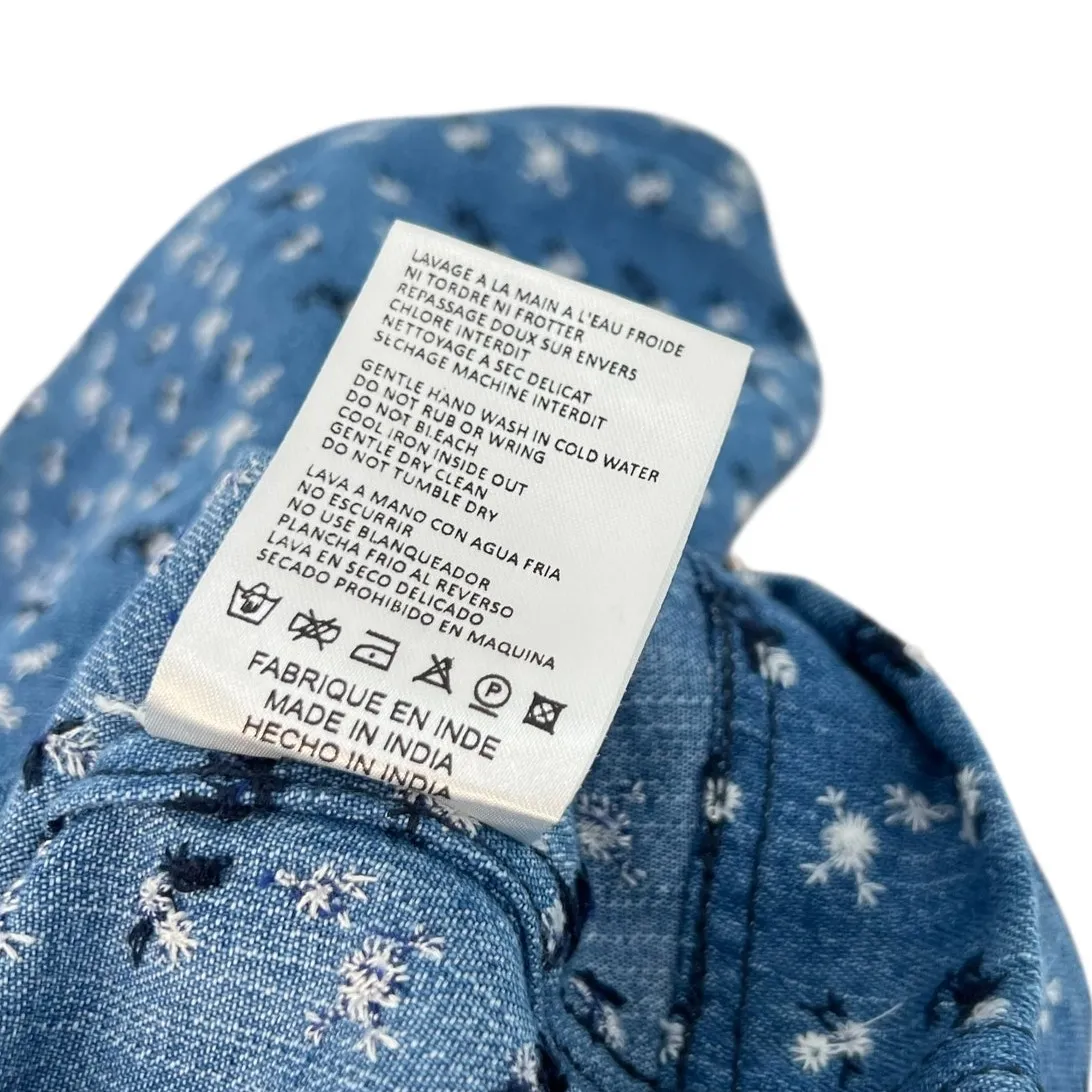 LAVAGE A LA MAIN A L'EAU FROIDE
NI TORDRE NI FROTTER
REPASSAGE DOUX SUR ENVERS
CHLORE INTERDIT
NETTOYAGE A SEC DELICAT
SECHAGE MACHINE INTERDIT
GENTLE HAND WASH IN COLD WATER
DO NOT RUB OR WRING
DO NOT BLEACH
COOL IRON INSIDE OUT
GENTLE DRY CLEAN
DO NOT TUMBLE DRY
LAVA A MANO CON AGUA FRIA
NO ESCURRIR
NO USE BLANQUEADOR
PLANCHA FRIO AL REVERSO
LAVA EN SECO DELICADO
SECADO PROHIBIDO EN MAQUINA
P
FABRIQUE EN INDE
MADE IN INDIA
HECHO IN INDIA